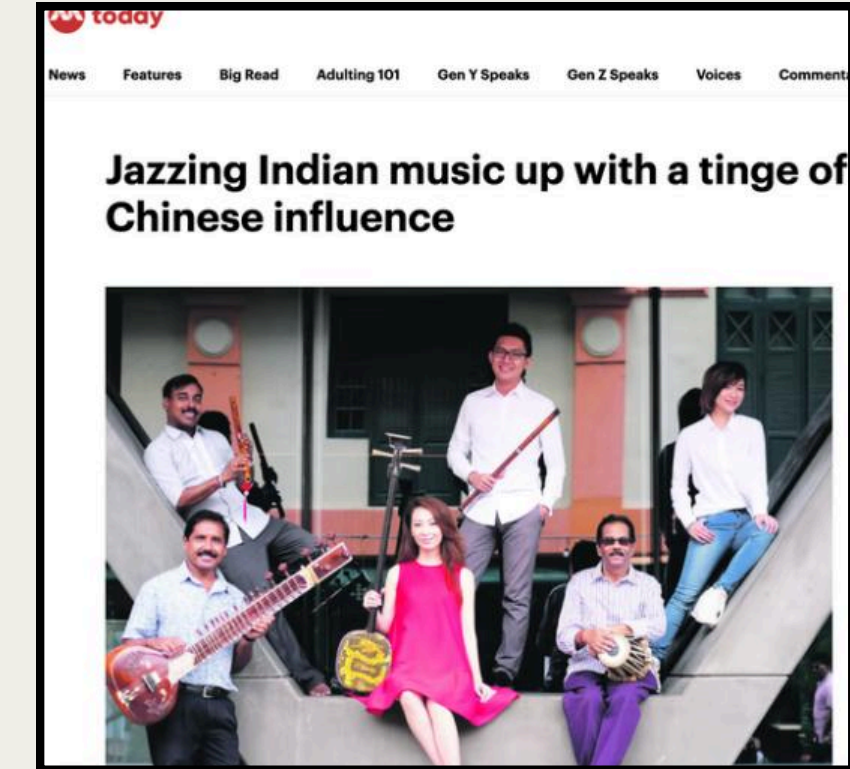 today
News Features Big Read Adulting 101 Gen Y Speaks Gen Z Speaks Voices
Jazzing Indian music up with a tinge of
Chinese influence